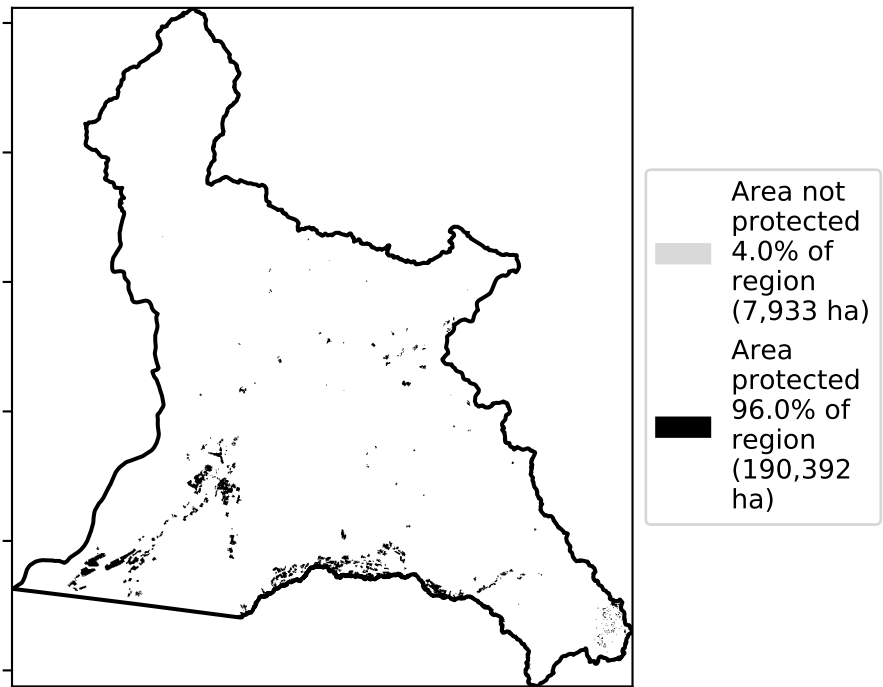 Area not
protected
4.0% of
region
(7,933 ha)
Area
protected
96.0% of
region
(190,392
ha)